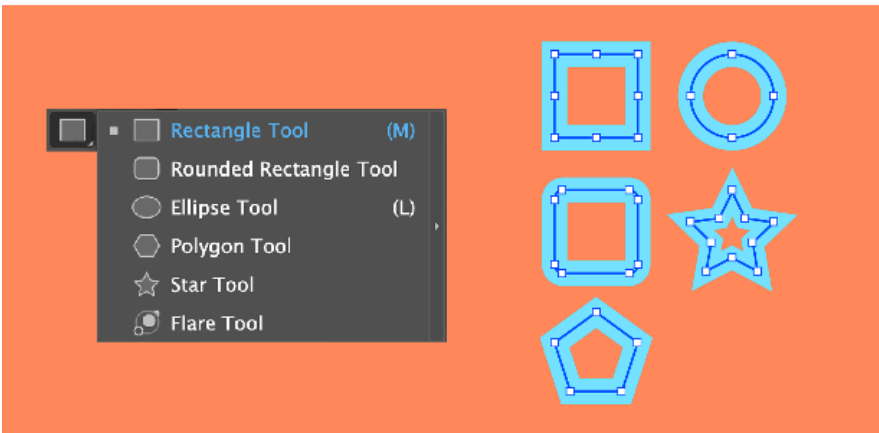 Rectangle Tool (M)
Rounded Rectangle Tool
Ellipse Tool (L)
Polygon Tool
Star Tool
Flare Tool